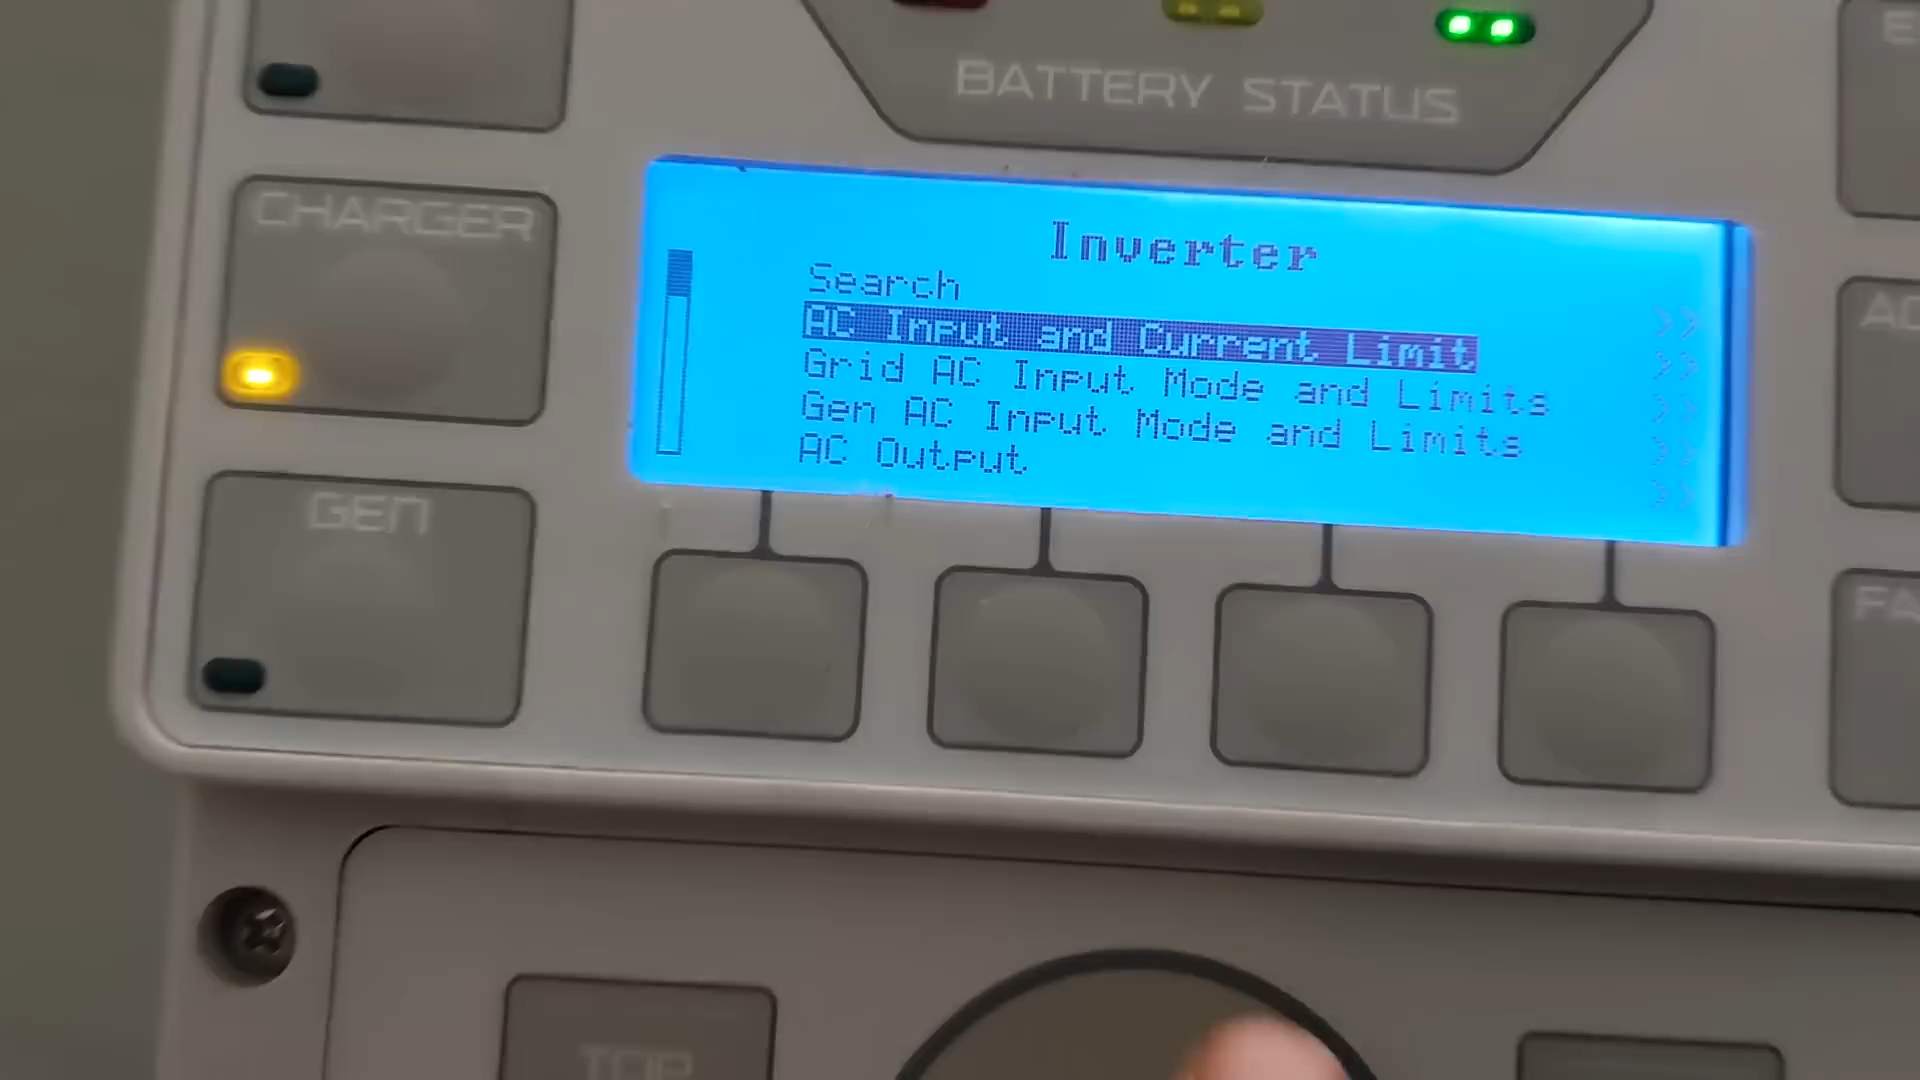 BATTERY STATUS
CHARGER
Inverter
Search
AC Input and Current Limit
Grid AC Input Mode and Limits
Gen AC Input Mode and Limits
AC Output
GEN
TOP